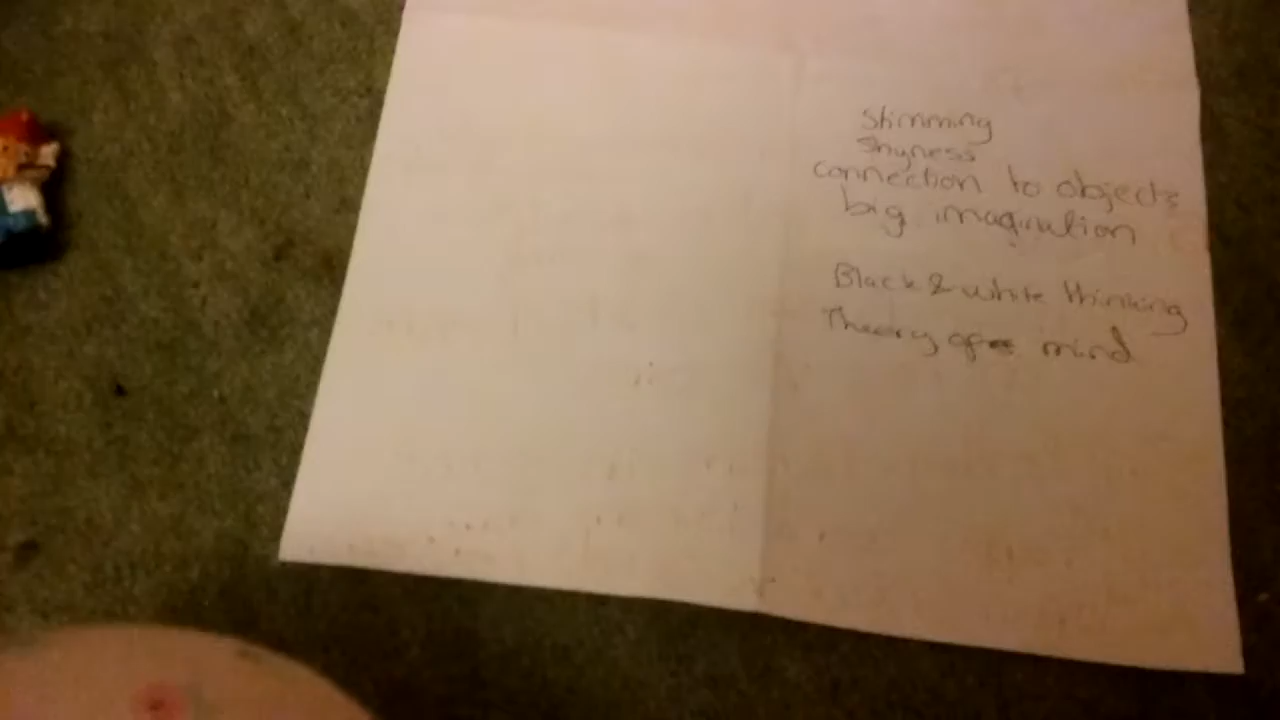 Stimming
Shyness
connection to objects
big imagination
Black & white thinking
Theory of mind